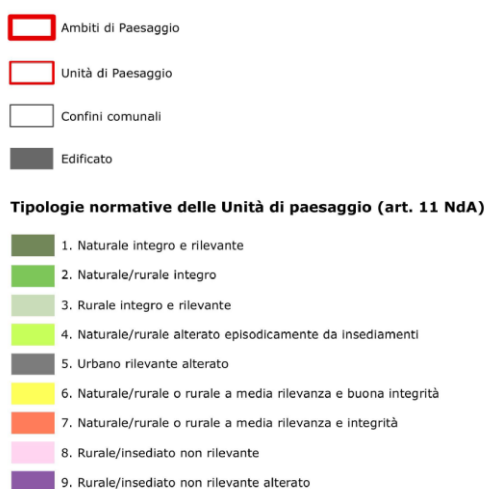 Ambiti di Paesaggio
Unità di Paesaggio
Confini comunali
Edificato
Tipologie normative delle Unità di paesaggio (art. 11 NdA)
1. Naturale integro e rilevante
2. Naturale/rurale integro
3. Rurale integro e rilevante
4. Naturale/rurale alterato episodicamente da insediamenti
5. Urbano rilevante alterato
6. Naturale/rurale o rurale a media rilevanza e buona integrità
7. Naturale/rurale o rurale a media rilevanza e integrità
8. Rurale/insediato non rilevante
9. Rurale/insediato non rilevante alterato